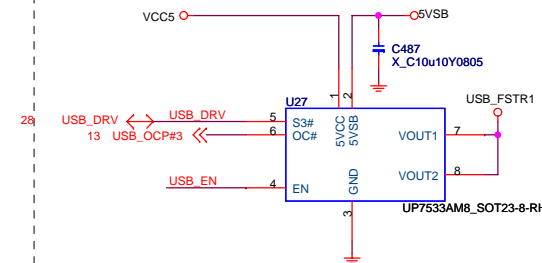 VCC5
5VSB
C487
X_C10u10Y0805
USB_FSTR1
U27
1
2
28
USB_DRV
USB_DRV
5
S3#
5VCC
5VSB
VOUT1
7
13
USB_OCP#3
6
OC#
USB_EN
4
EN
GND
VOUT2
8
3
UP7533AM8_SOT23-8-RH